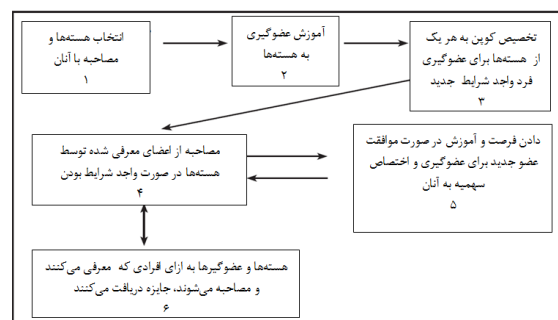 انتخاب هسته‌ها و
مصاحبه با آنان
۱
آموزش عضوگیری
به هسته‌ها
۲
تخصیص کوپن به هر یک
از هسته‌ها برای عضوگیری
فرد واجد شرایط جدید
۳
مصاحبه از اعضای معرفی شده توسط
هسته‌ها در صورت واجد شرایط بودن
۴
دادن فرصت و آموزش در صورت موافقت
عضو جدید برای عضوگیری و اختصاص
سهمیه به آنان
۵
هسته‌ها و عضوگیرها به ازای افرادی که معرفی می‌کنند
و مصاحبه می‌شوند، جایزه دریافت می‌کنند
۶